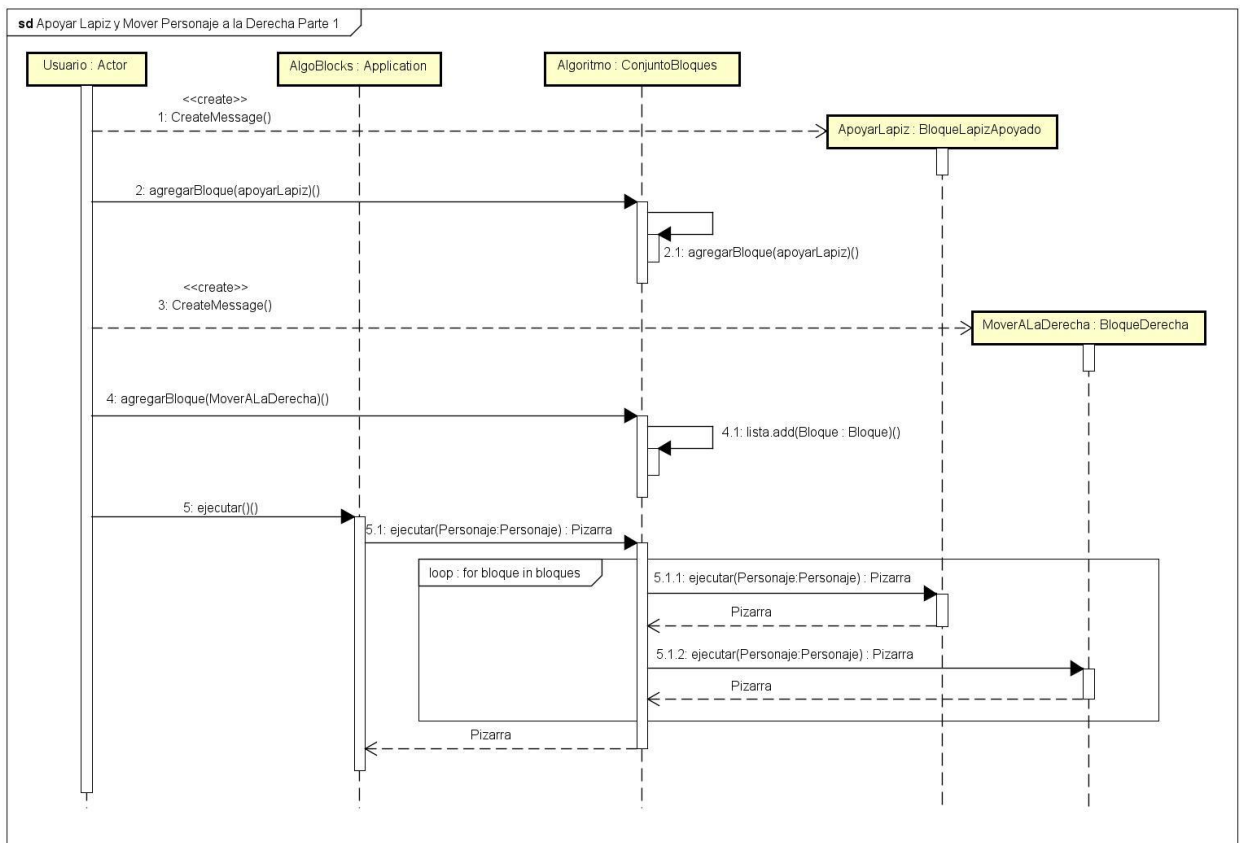 sd Apoyar Lapiz y Mover Personaje a la Derecha Parte 1
Usuario : Actor
AlgoBlocks : Application
Algoritmo : ConjuntoBloques
<<create>>
1: CreateMessage()
ApoyarLapiz : BloqueLapizApoyado
2: agregarBloque(apoyarLapiz)()
2.1: agregarBloque(apoyarLapiz)()
<<create>>
3: CreateMessage()
MoverALaDerecha : BloqueDerecha
4: agregarBloque(MoverALaDerecha)()
4.1: lista.add(Bloque : Bloque)()
5: ejecutar()()
5.1: ejecutar(Personaje:Personaje) : Pizarra
loop : for bloque in bloques
5.1.1: ejecutar(Personaje:Personaje) : Pizarra
Pizarra
5.1.2: ejecutar(Personaje:Personaje) : Pizarra
Pizarra
Pizarra